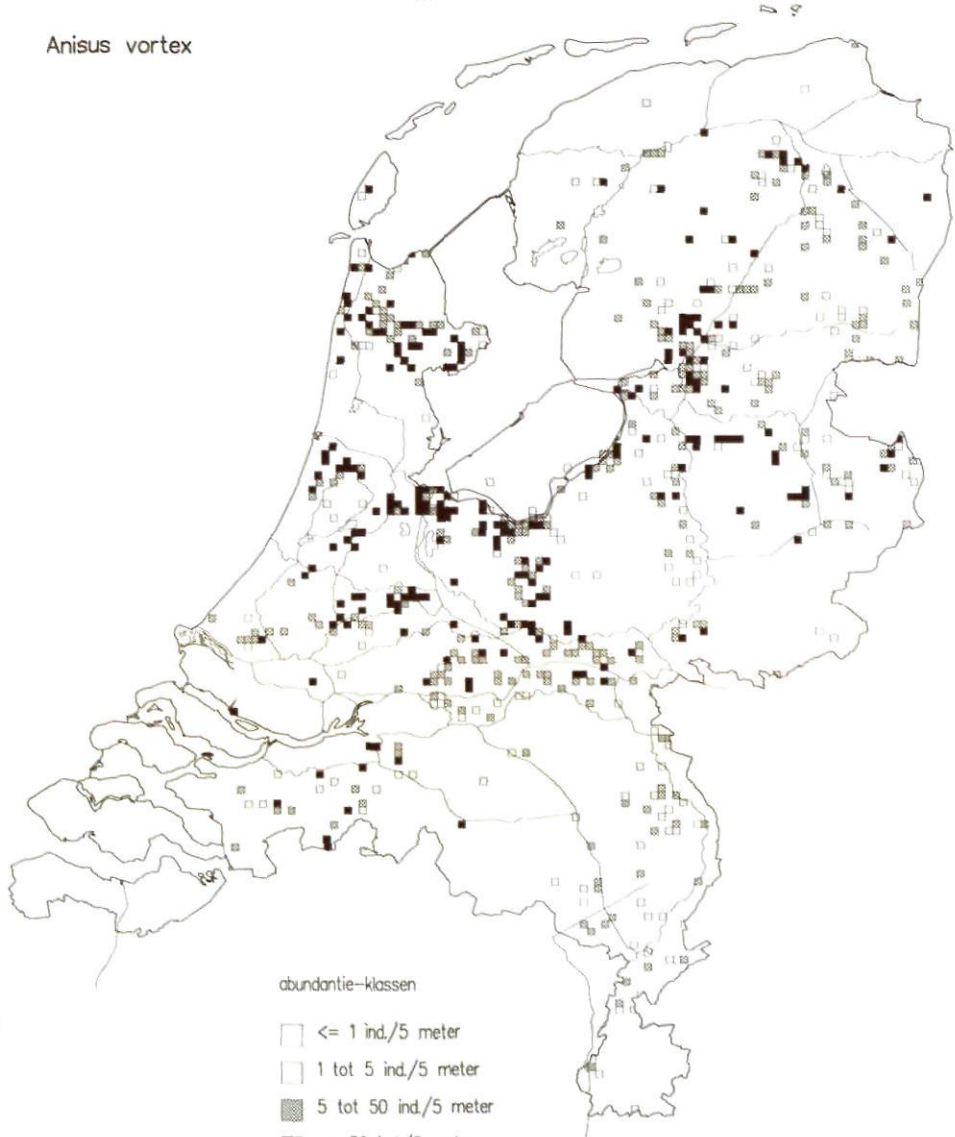 Anisus vortex
abundantie-klassen
<= 1 ind./5 meter
1 tot 5 ind./5 meter
5 tot 50 ind./5 meter